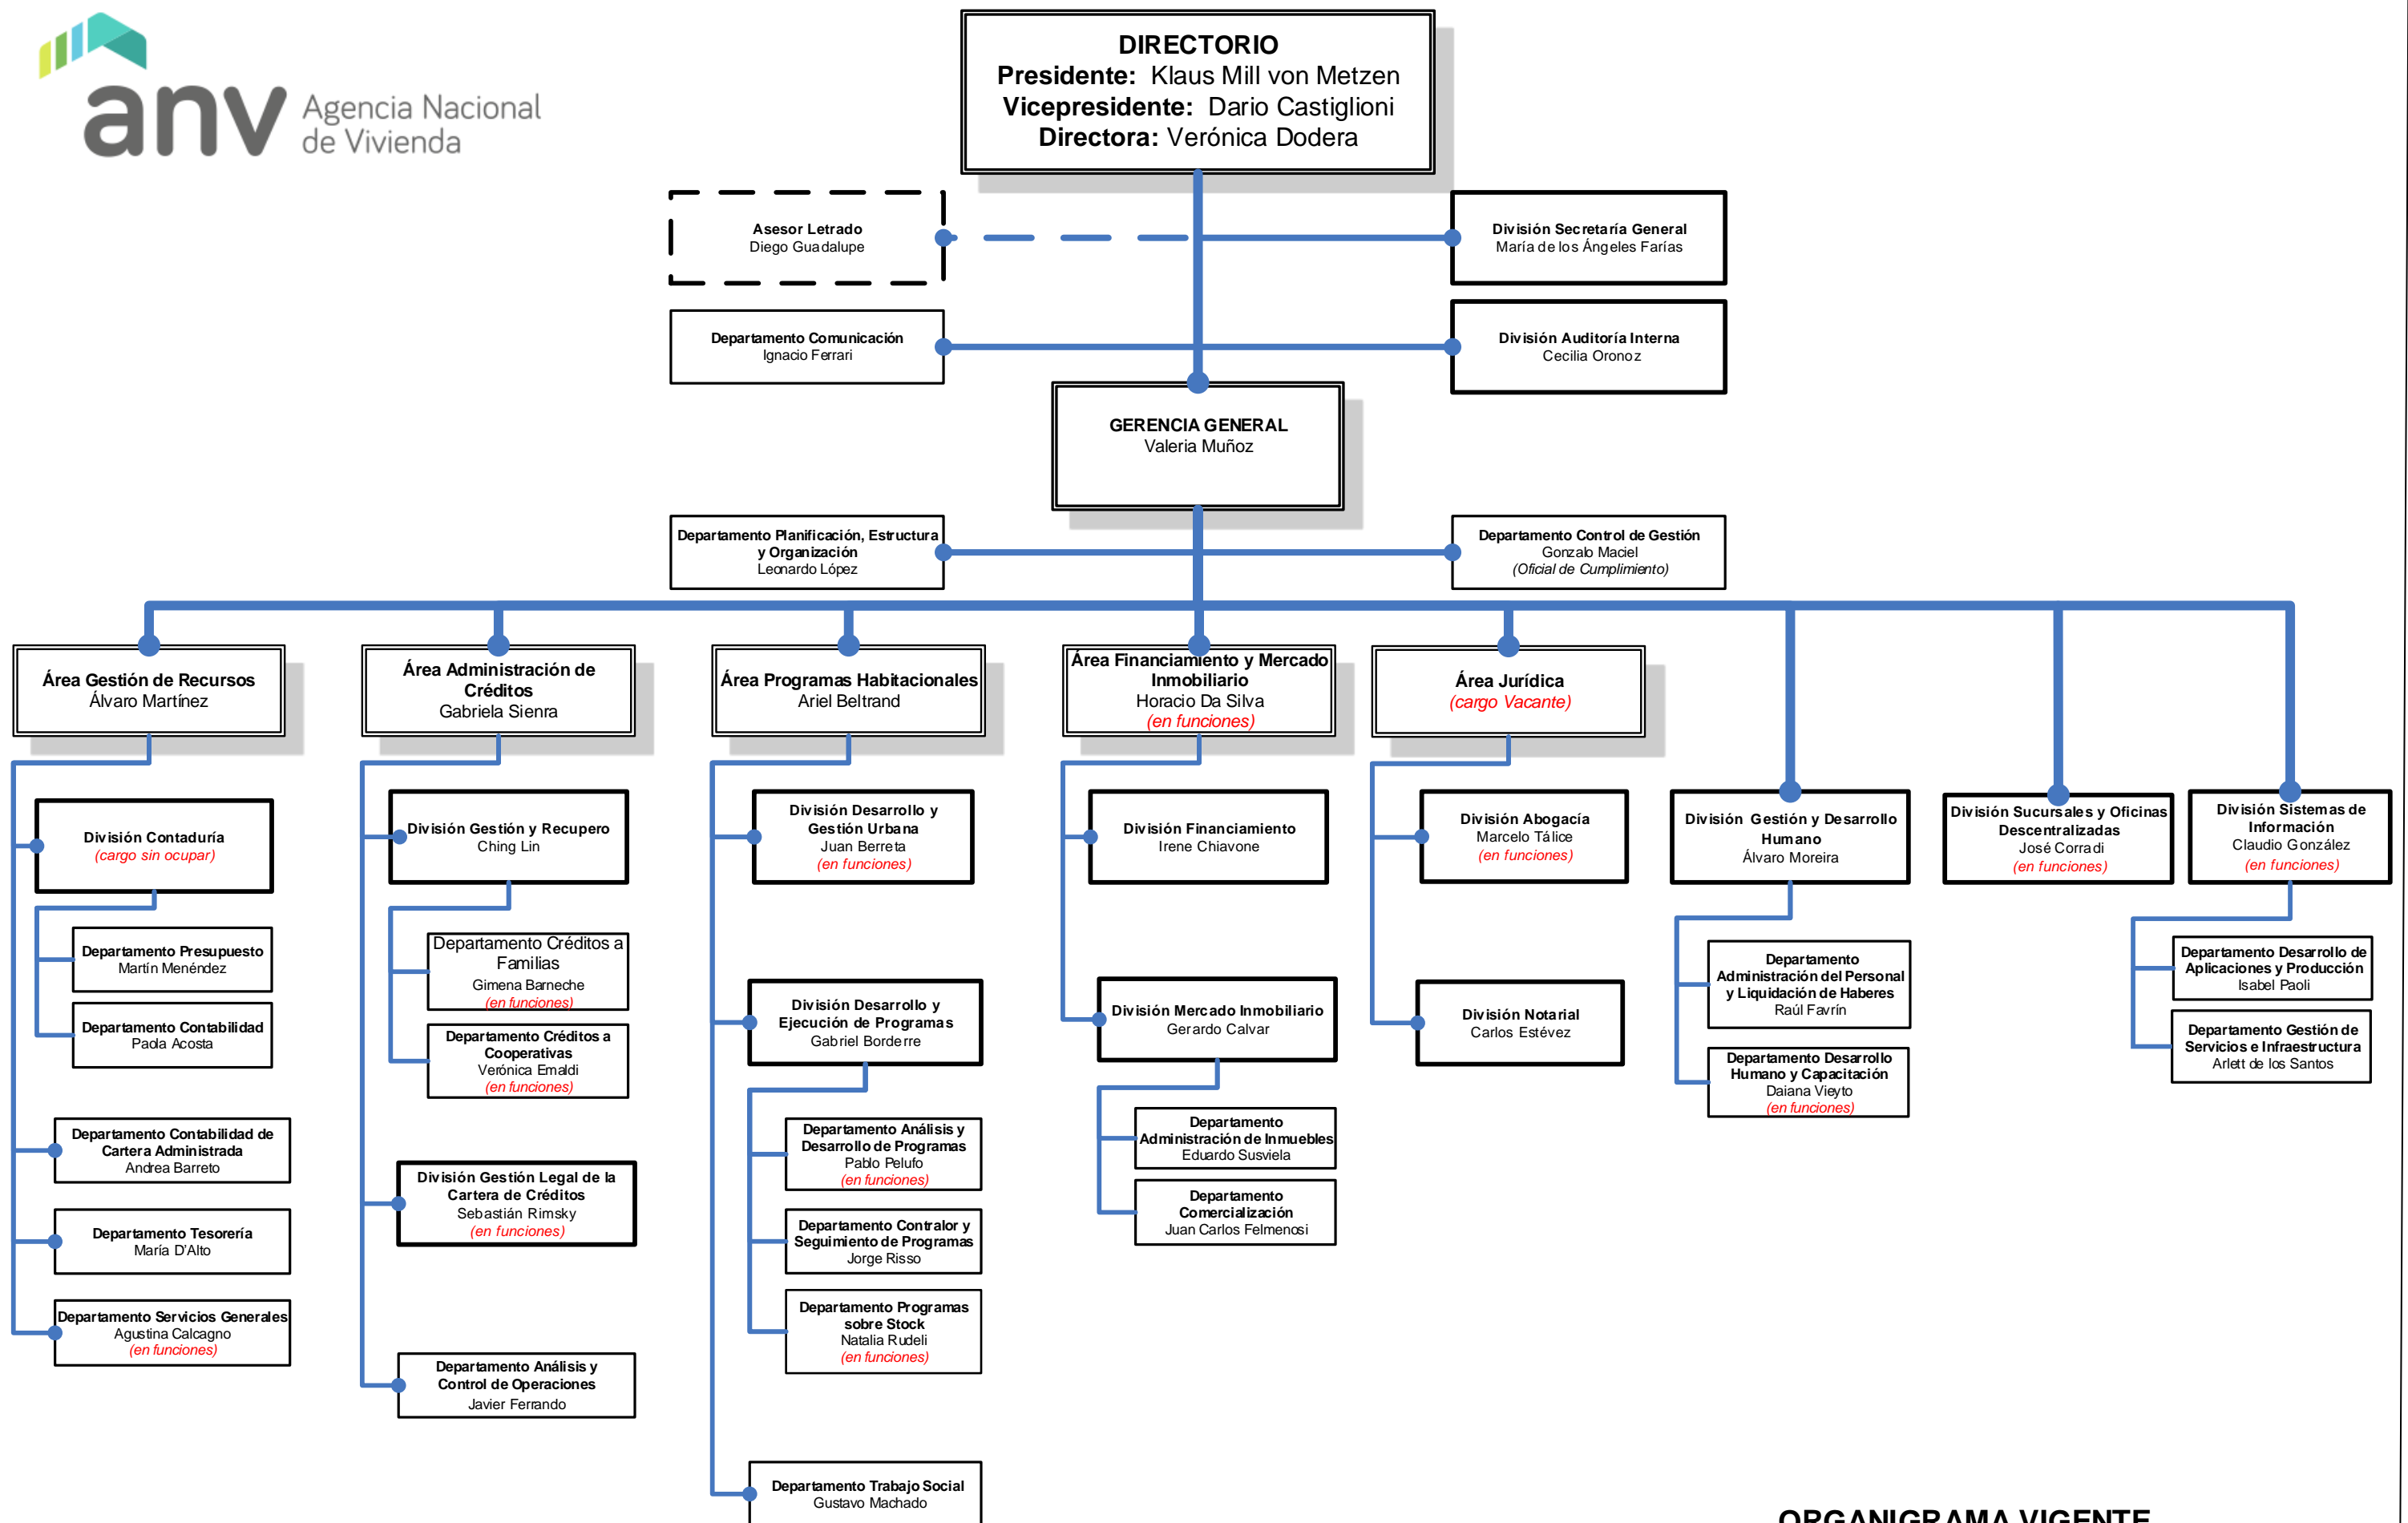 anv Agencia Nacional
de Vivienda
DIRECTORIO
Presidente: Klaus Mill von Metzen
Vicepresidente: Dario Castiglioni
Directora: Verónica Dodera
Asesor Letrado
Diego Guadalupe
División Secretaría General
María de los Ángeles Farías
Departamento Comunicación
Ignacio Ferrari
División Auditoría Interna
Cecilia Oronoz
GERENCIA GENERAL
Valeria Muñoz
Departamento Planificación, Estructura
y Organización
Leonardo López
Departamento Control de Gestión
Gonzalo Maciel
(Oficial de Cumplimiento)
Área Gestión de Recursos
Álvaro Martínez
Área Administración de
Créditos
Gabriela Sienra
Área Programas Habitacionales
Ariel Beltrand
Área Financiamiento y Mercado
Inmobiliario
Horacio Da Silva
(en funciones)
Área Jurídica
(cargo Vacante)
División Contaduría
(cargo sin ocupar)
Departamento Presupuesto
Martín Menéndez
Departamento Contabilidad
Paola Acosta
Departamento Contabilidad de
Cartera Administrada
Andrea Barreto
Departamento Tesorería
María D'Alto
Departamento Servicios Generales
Agustina Calcagno
(en funciones)
División Gestión y Recupero
Ching Lin
Departamento Créditos a
Familias
Gimena Barneche
(en funciones)
Departamento Créditos a
Cooperativas
Verónica Emaldi
(en funciones)
División Gestión Legal de la
Cartera de Créditos
Sebastián Rimsky
(en funciones)
Departamento Análisis y
Control de Operaciones
Javier Ferrando
División Desarrollo y
Gestión Urbana
Juan Berreta
(en funciones)
División Desarrollo y
Ejecución de Programas
Gabriel Borderre
Departamento Análisis y
Desarrollo de Programas
Pablo Pelufo
(en funciones)
Departamento Contralor y
Seguimiento de Programas
Jorge Risso
Departamento Programas
sobre Stock
Natalia Rudeli
(en funciones)
Departamento Trabajo Social
Gustavo Machado
División Financiamiento
Irene Chiavone
División Mercado Inmobiliario
Gerardo Calvar
Departamento
Administración de Inmuebles
Eduardo Susviela
Departamento
Comercialización
Juan Carlos Felmenosi
División Abogacía
Marcelo Tálice
(en funciones)
División Notarial
Carlos Estévez
División Gestión y Desarrollo
Humano
Álvaro Moreira
Departamento
Administración del Personal
y Liquidación de Haberes
Raúl Favrín
Departamento Desarrollo
Humano y Capacitación
Daiana Vieyto
(en funciones)
División Sucursales y Oficinas
Descentralizadas
José Corradi
(en funciones)
División Sistemas de
Información
Claudio González
(en funciones)
Departamento Desarrollo de
Aplicaciones y Producción
Isabel Paoli
Departamento Gestión de
Servicios e Infraestructura
Arlett de los Santos
ORGANIGRAMA VIGENTE